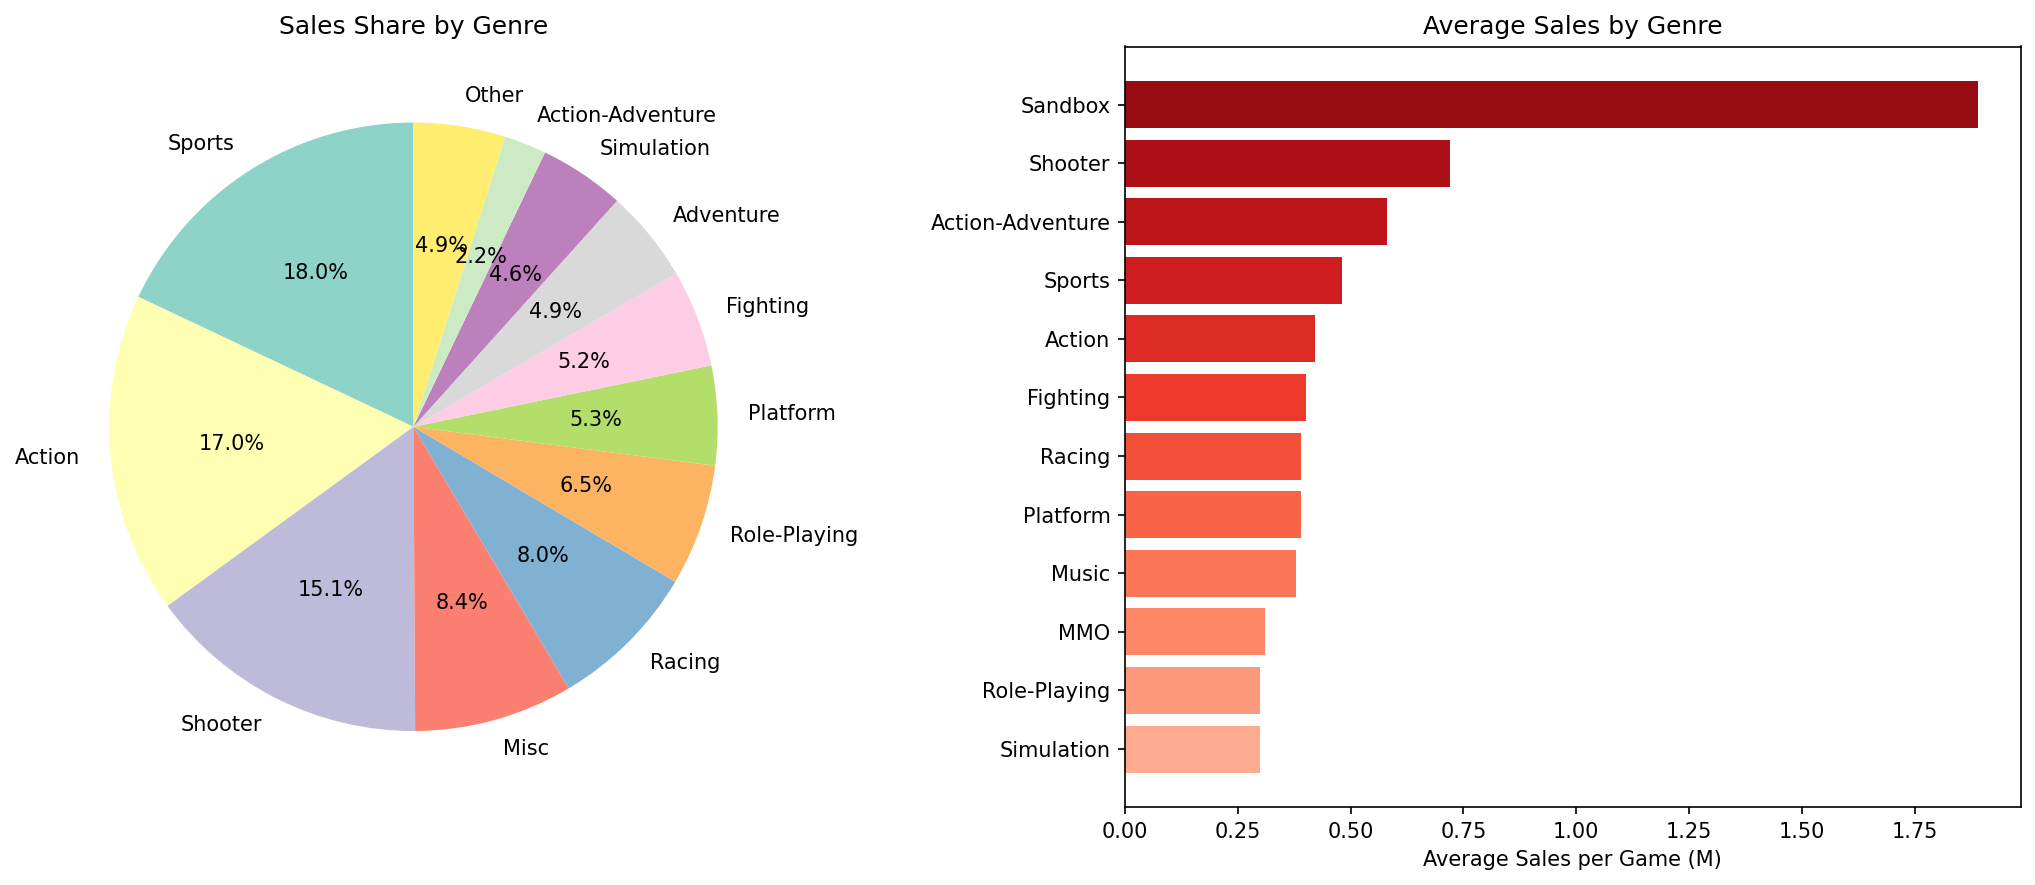 Sales Share by Genre
Other
Action-Adventure
Simulation
Sports
Adventure
Fighting
Platform
Action
Role-Playing
Racing
Shooter
Misc
4.9%
2.2%
4.6%
18.0%
4.9%
5.2%
5.3%
17.0%
6.5%
8.0%
15.1%
8.4%
Average Sales by Genre
Sandbox
Shooter
Action-Adventure
Sports
Action
Fighting
Racing
Platform
Music
MMO
Role-Playing
Simulation
0.00 0.25 0.50 0.75 1.00 1.25 1.50 1.75
Average Sales per Game (M)